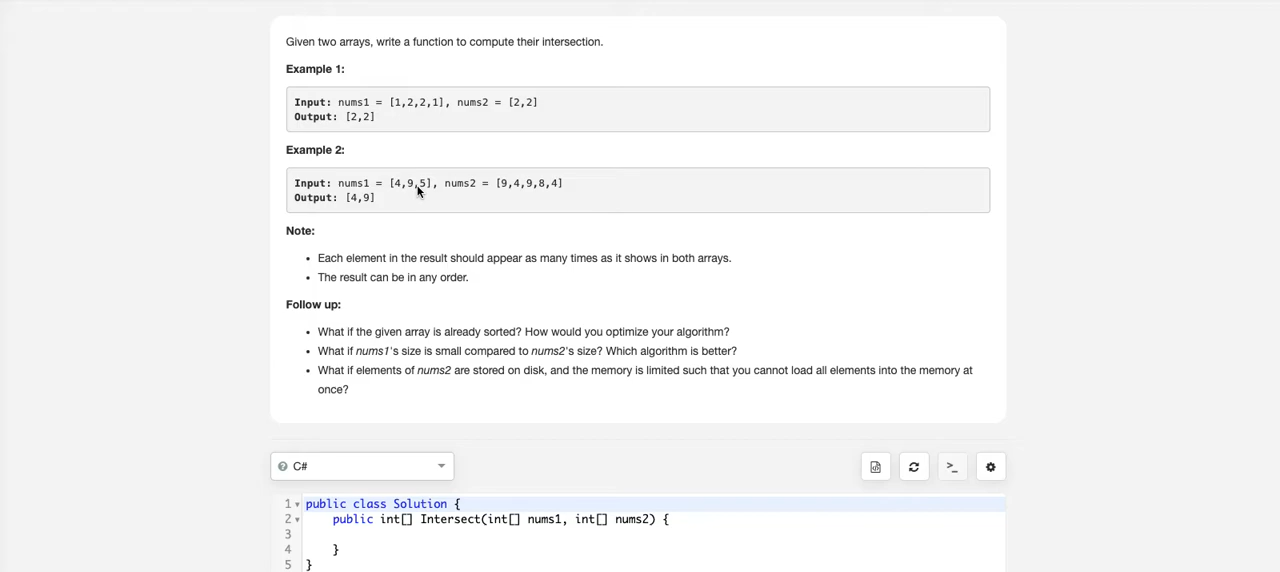 Given two arrays, write a function to compute their intersection.
Example 1:
Input: nums1 = [1,2,2,1], nums2 = [2,2]
Output: [2,2]
Example 2:
Input: nums1 = [4,9,5], nums2 = [9,4,9,8,4]
Output: [4,9]
Note:
• Each element in the result should appear as many times as it shows in both arrays.
• The result can be in any order.
Follow up:
• What if the given array is already sorted? How would you optimize your algorithm?
• What if nums1's size is small compared to nums2's size? Which algorithm is better?
• What if elements of nums2 are stored on disk, and the memory is limited such that you cannot load all elements into the memory at
once?
? C#
>_
1 public class Solution {
2     public int[] Intersect(int[] nums1, int[] nums2) {
3
4     }
5 }